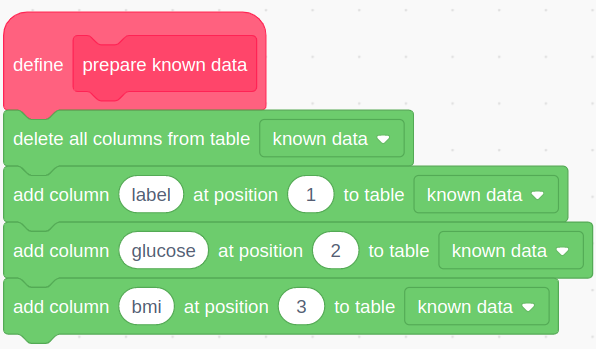 define prepare known data
delete all columns from table known data
add column label at position 1 to table known data
add column glucose at position 2 to table known data
add column bmi at position 3 to table known data